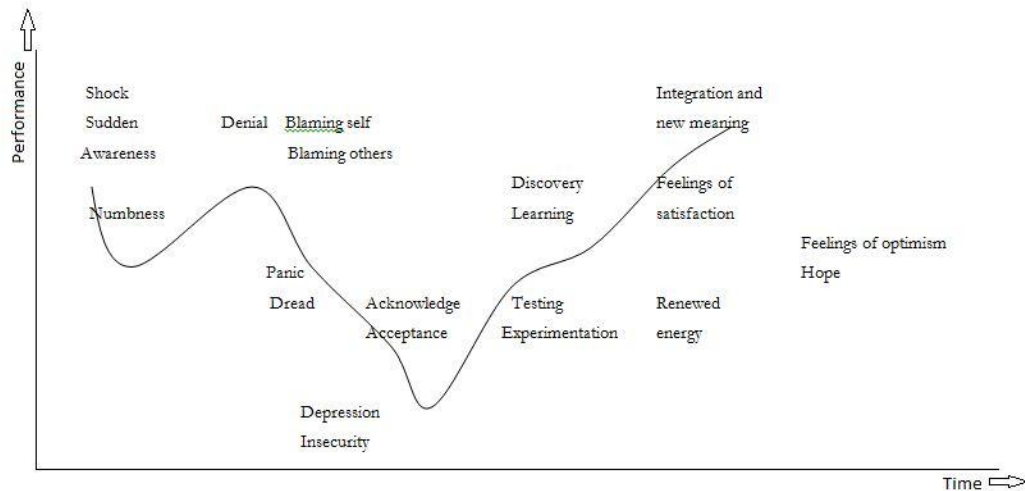 Performance
Shock
Sudden
Awareness
Numbness
Denial
Blaming self
Blaming others
Panic
Dread
Depression
Insecurity
Acknowledge
Acceptance
Discovery
Learning
Testing
Experimentation
Integration and
new meaning
Feelings of
satisfaction
Renewed
energy
Feelings of optimism
Hope
Time